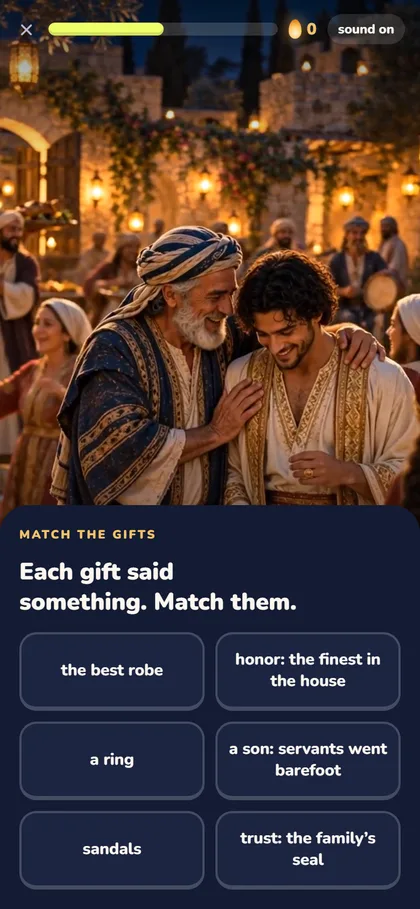 0
sound on
MATCH THE GIFTS
Each gift said
something. Match them.
the best robe
honor: the finest in
the house
a ring
a son: servants went
barefoot
sandals
trust: the family’s
seal